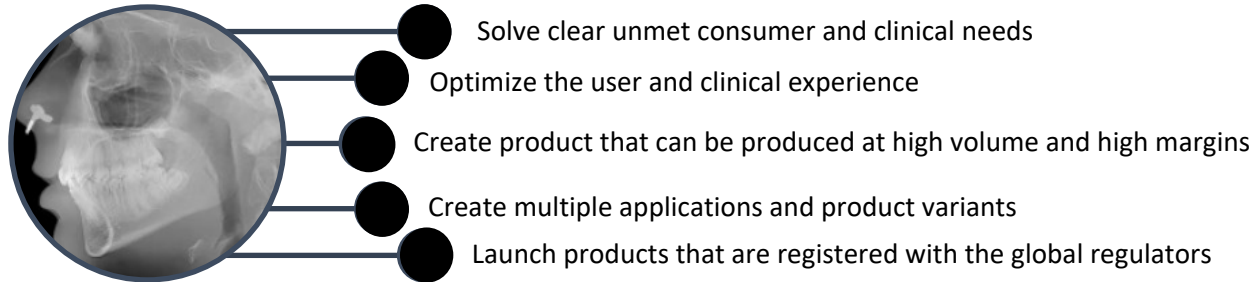 Solve clear unmet consumer and clinical needs
Optimize the user and clinical experience
Create product that can be produced at high volume and high margins
Create multiple applications and product variants
Launch products that are registered with the global regulators